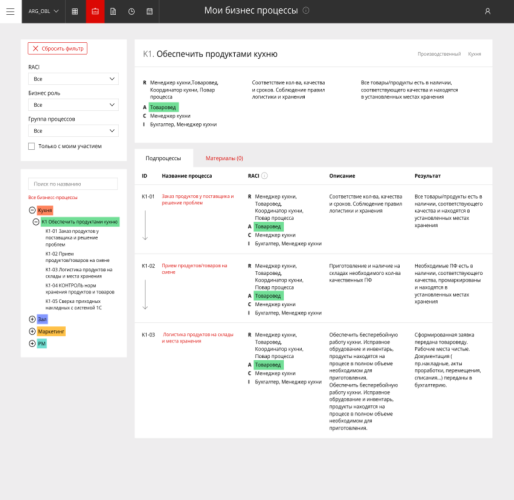 ARG_OBL
Мои бизнес процессы
Сбросить фильтр
RACI
Все
Бизнес роль
Все
Группа процессов
Все
Только с моим участием
Поиск по названию
Все бизнес процессы
Кухня
К1 Обеспечить продуктами кухню
К1-01 Заказ продуктов у
поставщика и решение
проблем
К1-02 Прием
продуктов/товаров на смене
К1-03 Логистика продуктов на
склады и места хранения
К1-04 КОНТРОЛЬ норм
хранения продуктов и товаров
К1-05 Сверка приходных
накладных с системой 1С
Зал
Маркетинг
PM
К1. Обеспечить продуктами кухню
Производственный Кухня
R Менеджер кухни,Товаровед,
Координатор кухни, Повар
процесса
A Товаровед
C Менеджер кухни
I Бухгалтер, Менеджер кухни
Соответствие кол-ва, качества
и сроков. Соблюдение правил
логистики и хранения
Все товары/продукты есть в наличии,
соответствующего качества и находятся
в установленных местах хранения
Подпроцессы
Материалы (0)
ID Название процесса RACI Описание Результат
К1-01
Заказ продуктов у поставщика и
решение проблем
R Менеджер кухни,
Товаровед,
Координатор кухни,
Повар процесса
A Товаровед
C Менеджер кухни
I Бухгалтер, Менеджер кухни
Соответствие кол-ва, качества
и сроков. Соблюдение правил
логистики и хранения
Все товары/продукты есть в
наличии, соответствующего
качества и находятся в
установленных местах
хранения
К1-02
Прием продуктов/товаров на
смене
R Менеджер кухни,
Товаровед,
Координатор кухни,
Повар процесса
A Товаровед
C Менеджер кухни
I Бухгалтер, Менеджер кухни
Приготовление и наличие на
складах необходимого кол-ва
качественных ПФ
Необходимые ПФ есть в
наличии, соответствующего
качества, промаркированы
и находятся в
установленных местах
хранения
К1-03
Логистика продуктов на склады
и места хранения
R Менеджер кухни,
Товаровед,
Координатор кухни,
Повар процесса
A Товаровед
C Менеджер кухни
I Бухгалтер, Менеджер кухни
Обеспечить бесперебойную
работу кухни. Исправное
обрудование и инвентарь,
продукты находятся на
процессе в полном объеме
необходимом для
приготовления.
Обеспечить бесперебойную
работу кухни. Исправное
обрудование и инвентарь,
продукты находятся на
процессе в полном объеме
необходимом для
приготовления.
Сформированная заявка
передана товароведу.
Рабочие места чистые.
Документация (
пр.накладные, акты
проработки, перемещения,
списания...) переданы в
бухгалтерию.